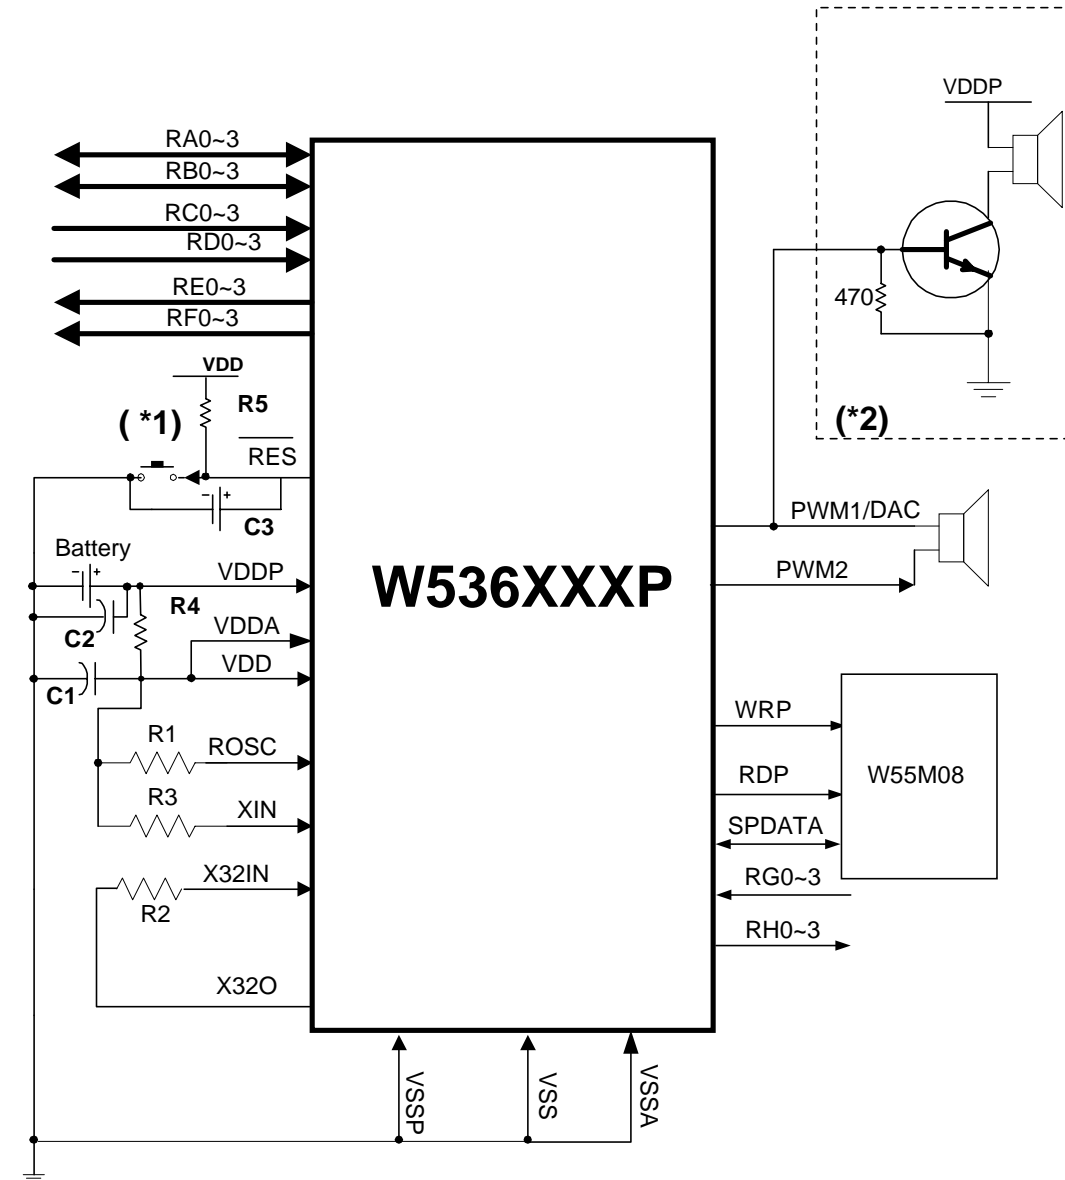 VDDP
RA0~3
RB0~3
RC0~3
RD0~3
RE0~3
RF0~3
470
VDD
R5
( *1)
(*2)
RES
- +
C3
PWM1/DAC
Battery
- +
VDDP
W536XXXP
PWM2
R4
C2
VDDA
VDD
C1
WRP
R1
ROSC
RDP
W55M08
R3
XIN
SPDATA
X32IN
RG0~3
R2
RH0~3
X32O
VSSP
VSS
VSSA